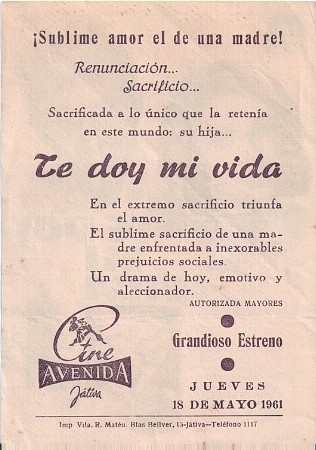 ¡Sublime amor el de una madre!
Renunciación...
Sacrificio...
Sacrificada a lo único que la retenía
en este mundo: su hija...
Te doy mi vida
En el extremo sacrificio triunfa
el amor.
El sublime sacrificio de una ma-
dre enfrentada a inexorables
prejuicios sociales.
Un drama de hoy, emotivo y
aleccionador.
AUTORIZADA MAYORES
Cine
AVENIDA
Játiva
Grandioso Estreno
JUEVES
18 DE MAYO 1961
Imp Vda. R. Matéu. Blas Bellver, 15-Játiva—Teléfono 1117